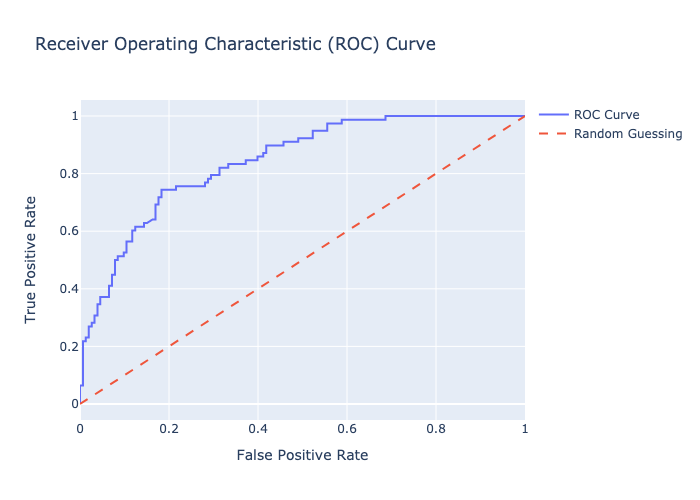 Receiver Operating Characteristic (ROC) Curve
ROC Curve
Random Guessing
True Positive Rate
1
0.8
0.6
0.4
0.2
0
0 0.2 0.4 0.6 0.8 1
False Positive Rate